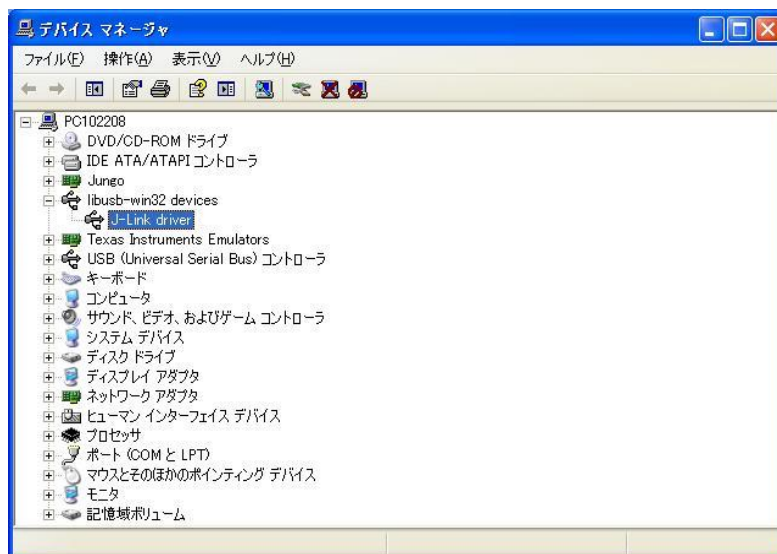 デバイス マネージャ
ファイル(F) 操作(A) 表示(V) ヘルプ(H)
PC102208
DVD/CD-ROM ドライブ
IDE ATA/ATAPI コントローラ
Jungo
libusb-win32 devices
J-Link driver
Texas Instruments Emulators
USB (Universal Serial Bus) コントローラ
キーボード
コンピュータ
サウンド、ビデオ、およびゲーム コントローラ
システム デバイス
ディスク ドライブ
ディスプレイ アダプタ
ネットワーク アダプタ
ヒューマン インターフェイス デバイス
プロセッサ
ポート (COM と LPT)
マウスとそのほかのポインティング デバイス
モニタ
記憶域ボリューム